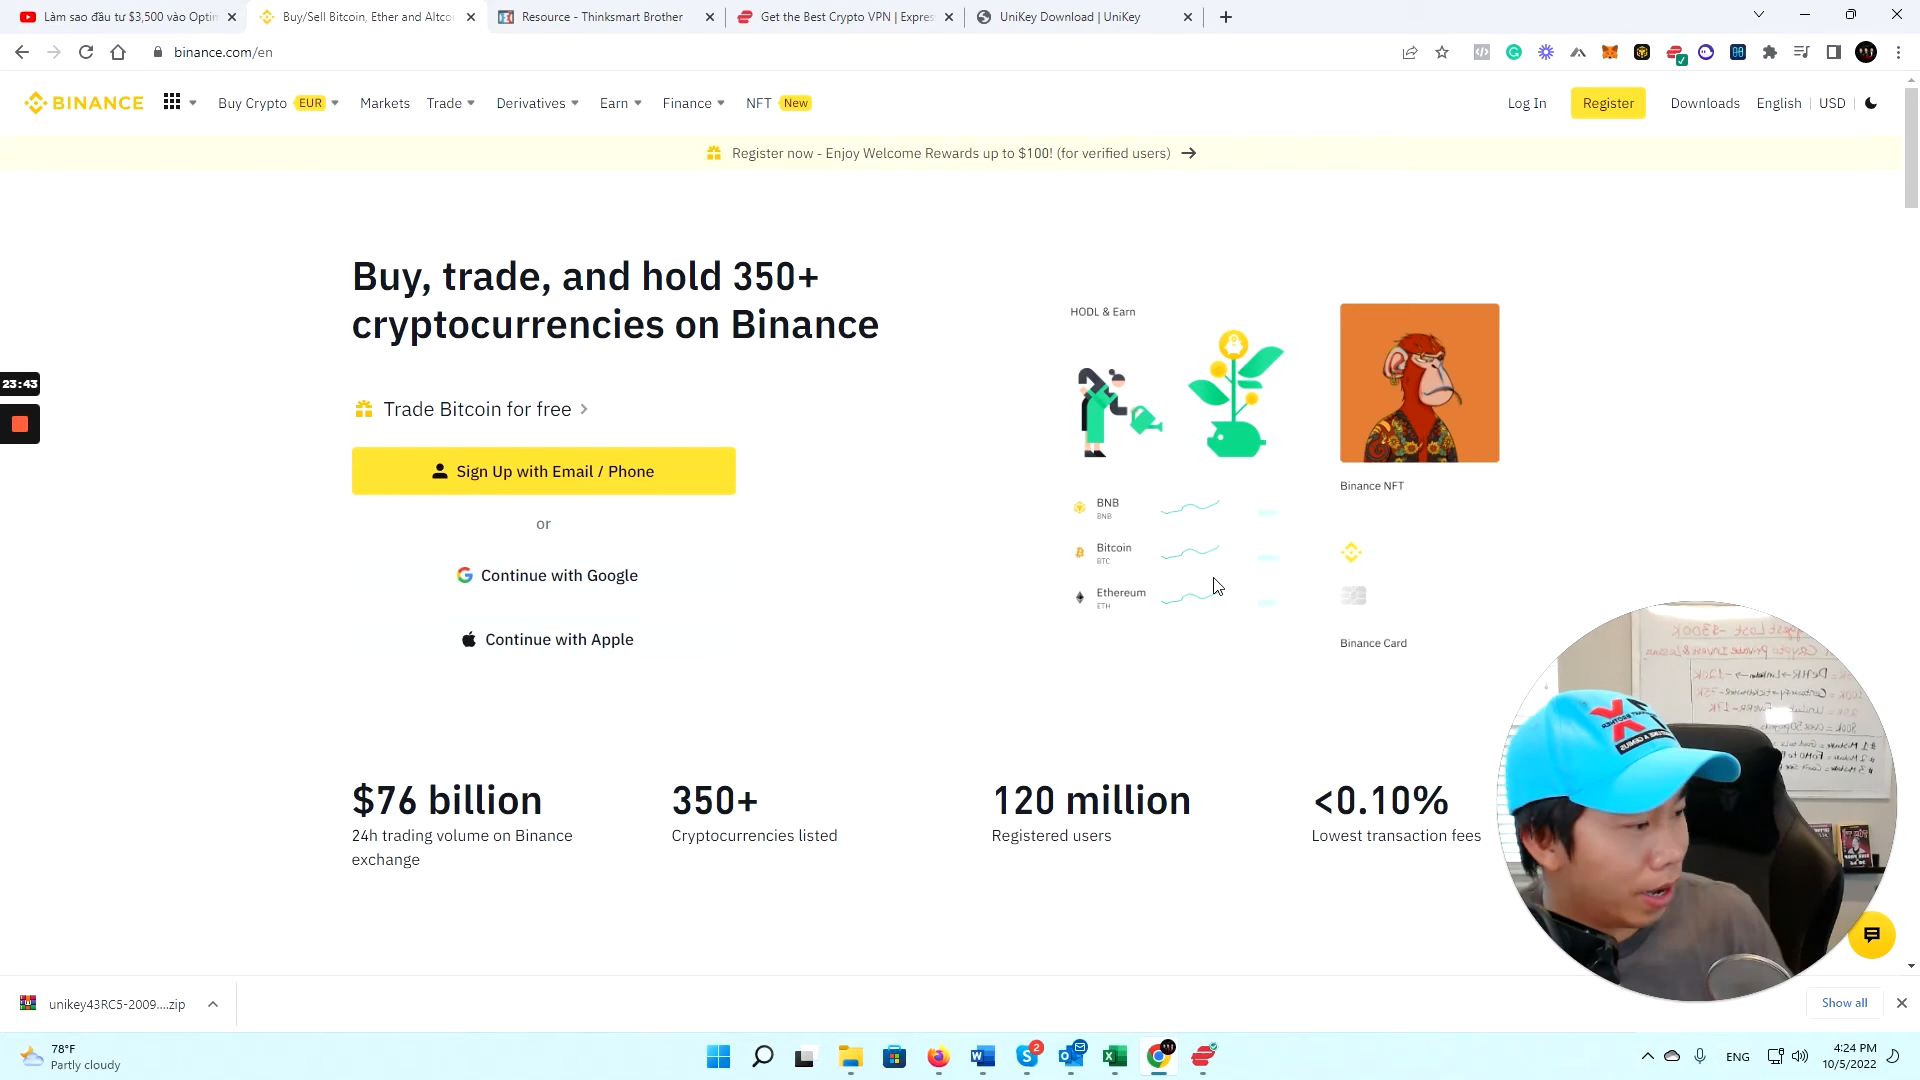 Làm sao đầu tư $3,500 vào Optin
Buy/Sell Bitcoin, Ether and Altco
Resource - Thinksmart Brother
Get the Best Crypto VPN | Expres
UniKey Download | UniKey
binance.com/en
BINANCE
Buy Crypto EUR
Markets
Trade
Derivatives
Earn
Finance
NFT New
Log In
Register
Downloads
English
USD
Register now - Enjoy Welcome Rewards up to $100! (for verified users)
Buy, trade, and hold 350+
cryptocurrencies on Binance
HODL & Earn
23:43
Trade Bitcoin for free
Sign Up with Email / Phone
Binance NFT
BNB
BNB
or
Bitcoin
BTC
Continue with Google
Ethereum
ETH
Continue with Apple
Binance Card
$76 billion
24h trading volume on Binance
exchange
350+
Cryptocurrencies listed
120 million
Registered users
<0.10%
Lowest transaction fees
unikey43RC5-2009....zip
Show all
78°F
Partly cloudy
2
ENG
4:24 PM
10/5/2022